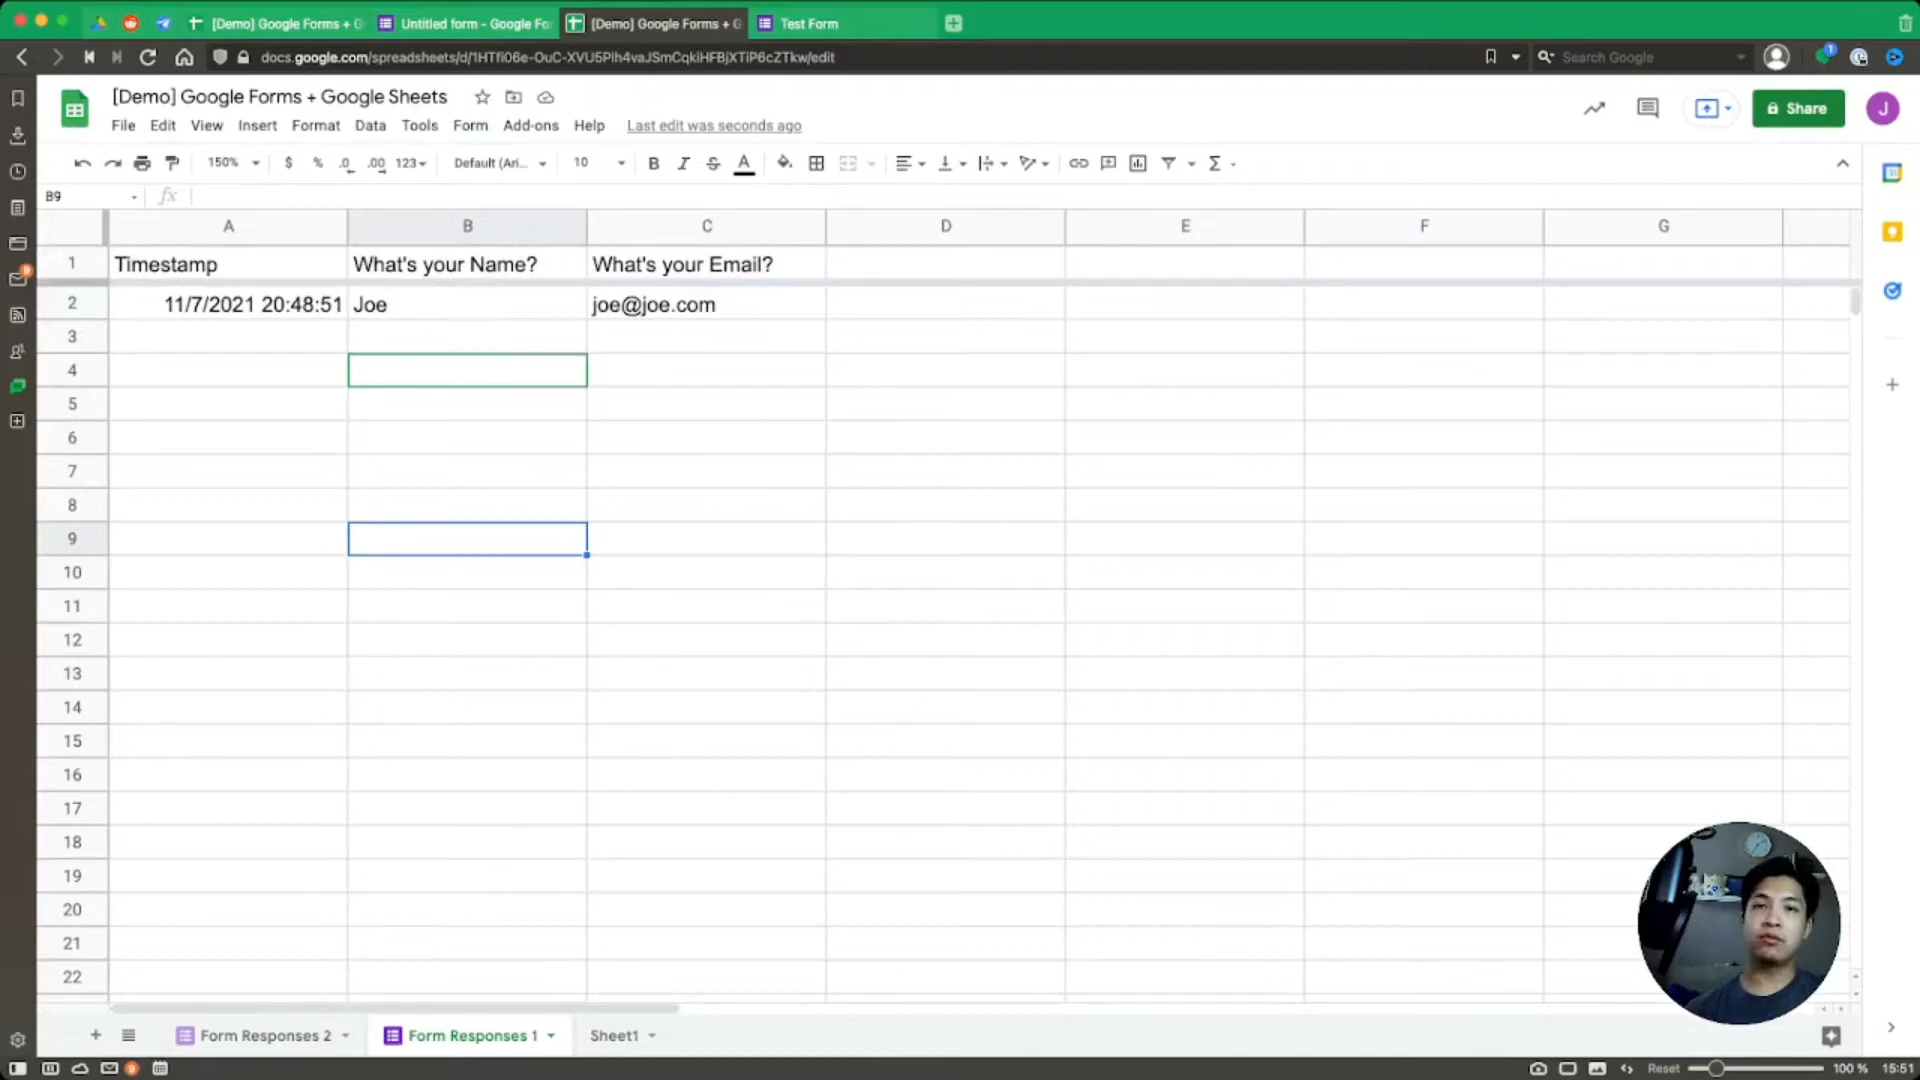 [Demo] Google Forms + G
Untitled form - Google Fo
[Demo] Google Forms + G
Test Form
docs.google.com/spreadsheets/d/1HTfi06e-OuC-XVU5Plh4vaJSmCqklHFBjXTiP6cZTkw/edit
Search Google
1
[Demo] Google Forms + Google Sheets
Share
J
File Edit View Insert Format Data Tools Form Add-ons Help Last edit was seconds ago
150% $ % .0 .00 123 Default (Ari... 10 B I S A
B9 fx
A B C D E F G
1 Timestamp What's your Name? What's your Email?
2 11/7/2021 20:48:51 Joe joe@joe.com
3
4
5
6
7
8
9
10
11
12
13
14
15
16
17
18
19
20
21
22
Form Responses 2 Form Responses 1 Sheet1
Reset 100 % 15:51